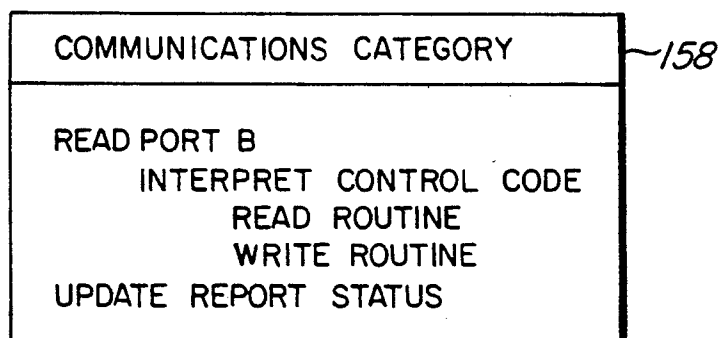 COMMUNICATIONS CATEGORY
158
READ PORT B
INTERPRET CONTROL CODE
READ ROUTINE
WRITE ROUTINE
UPDATE REPORT STATUS